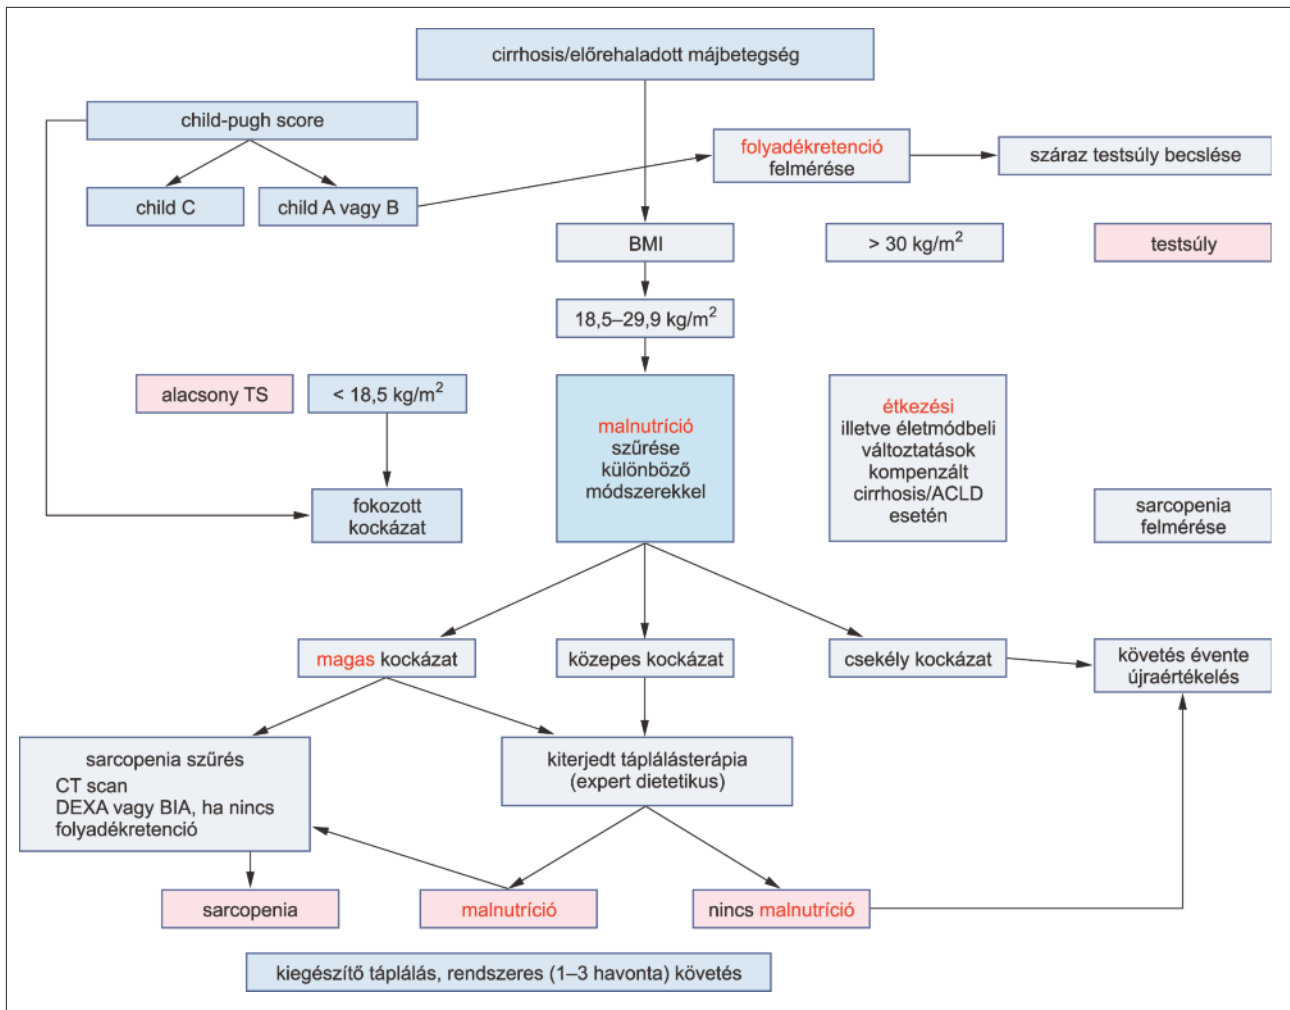 cirrhosis/előrehaladott májbetegség
child-pugh score
folyadékretenció
felmérése
száraz testsúly becslése
child C
child A vagy B
BMI
> 30 kg/m²
testsúly
18,5–29,9 kg/m²
alacsony TS
< 18,5 kg/m²
malnutríció
szűrése
különböző
módszerekkel
étkezési
illetve életmódbeli
változtatások
kompenzált
cirrhosis/ACLD
esetén
fokozott
kockázat
sarcopenia
felmérése
magas kockázat
közepes kockázat
csekély kockázat
követés évente
újraértékelés
sarcopenia szűrés
CT scan
DEXA vagy BIA, ha nincs
folyadékretenció
kiterjedt táplálásterápia
(expert dietetikus)
sarcopenia
malnutríció
nincs malnutríció
kiegészítő táplálás, rendszeres (1–3 havonta) követés